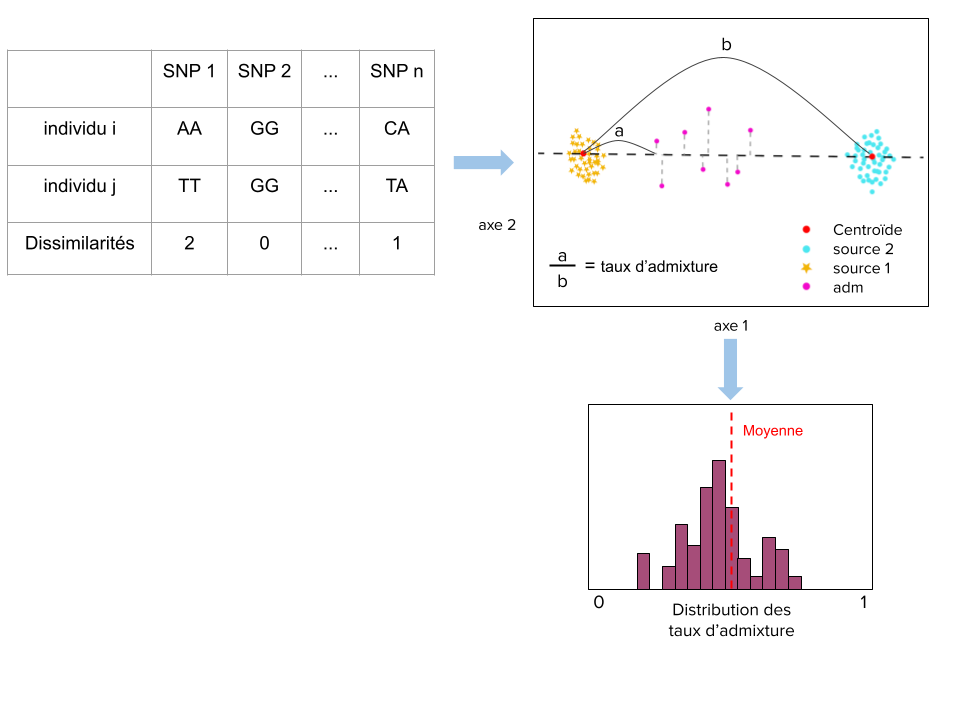 SNP 1 SNP 2 ... SNP n
individu i AA GG ... CA
individu j TT GG ... TA
Dissimilarités 2 0 ... 1
b
a
axe 2
a
b
= taux d'admixture
Centroïde
source 2
source 1
adm
axe 1
Moyenne
0
1
Distribution des
taux d'admixture